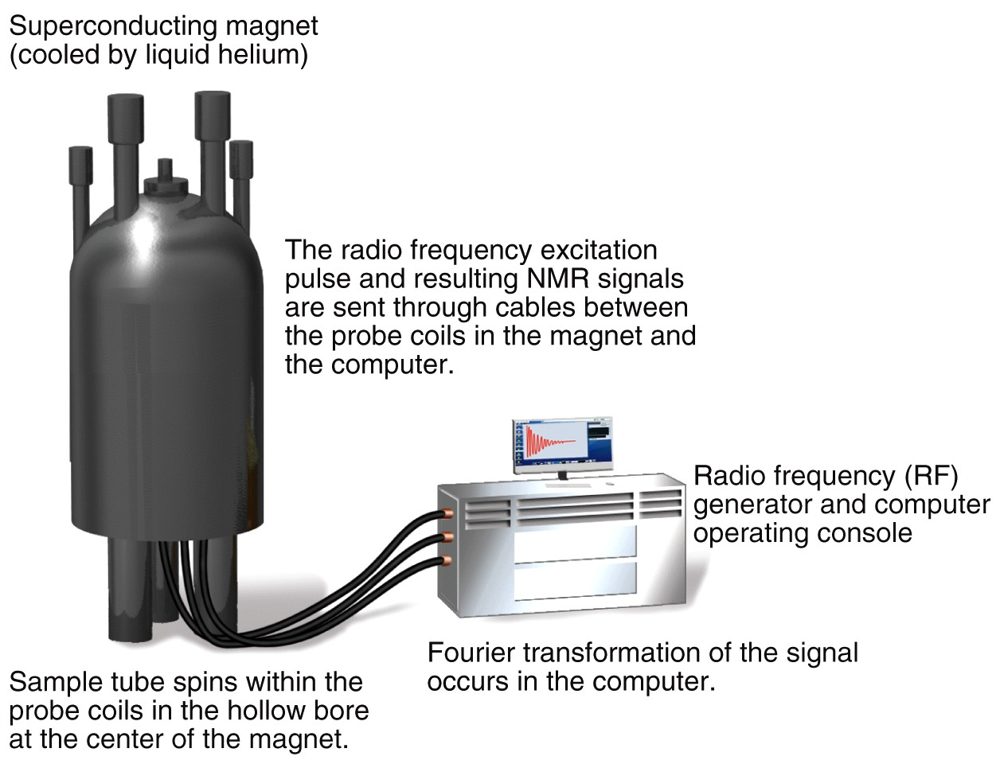 Superconducting magnet
(cooled by liquid helium)
The radio frequency excitation
pulse and resulting NMR signals
are sent through cables between
the probe coils in the magnet and
the computer.
Radio frequency (RF)
generator and computer
operating console
Fourier transformation of the signal
occurs in the computer.
Sample tube spins within the
probe coils in the hollow bore
at the center of the magnet.